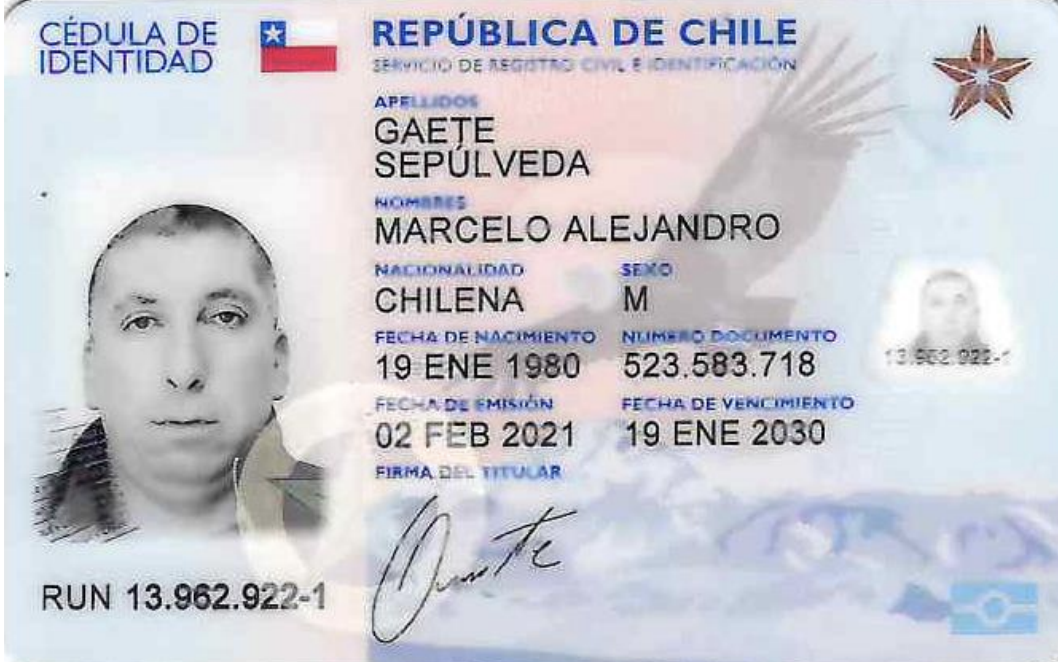 CÉDULA DE
IDENTIDAD
REPÚBLICA DE CHILE
SERVICIO DE REGISTRO CIVIL E IDENTIFICACIÓN
APELLIDOS
GAETE
SEPÚLVEDA
NOMBRES
MARCELO ALEJANDRO
NACIONALIDAD SEXO
CHILENA M
FECHA DE NACIMIENTO NUMERO DOCUMENTO
19 ENE 1980 523.583.718
FECHA DE EMISIÓN FECHA DE VENCIMIENTO
02 FEB 2021 19 ENE 2030
FIRMA DEL TITULAR
13.962.922-1
RUN 13.962.922-1